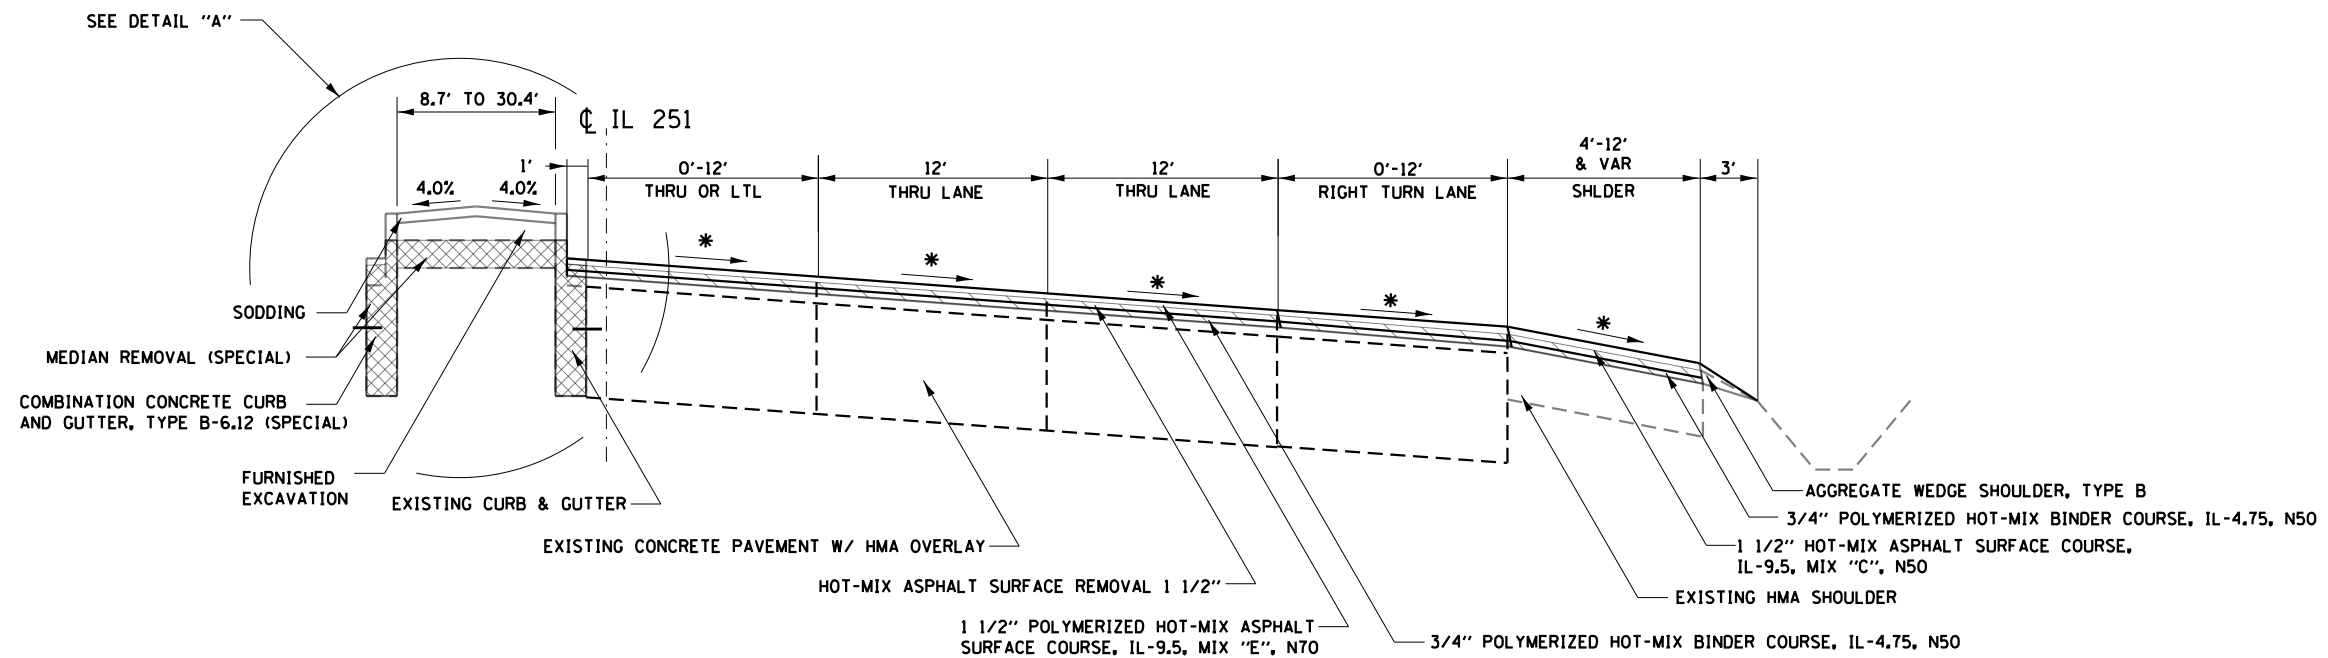 SEE DETAIL "A"
8.7' TO 30.4'
℄ IL 251
1'
4.0%
4.0%
0'-12'
THRU OR LTL
12'
THRU LANE
12'
THRU LANE
0'-12'
RIGHT TURN LANE
4'-12'
& VAR
SHLDER
3'
*
*
*
*
*
SODDING
MEDIAN REMOVAL (SPECIAL)
COMBINATION CONCRETE CURB
AND GUTTER, TYPE B-6.12 (SPECIAL)
FURNISHED
EXCAVATION
EXISTING CURB & GUTTER
EXISTING CONCRETE PAVEMENT W/ HMA OVERLAY
HOT-MIX ASPHALT SURFACE REMOVAL 1 1/2"
1 1/2" POLYMERIZED HOT-MIX ASPHALT
SURFACE COURSE, IL-9.5, MIX "E", N70
AGGREGATE WEDGE SHOULDER, TYPE B
3/4" POLYMERIZED HOT-MIX BINDER COURSE, IL-4.75, N50
1 1/2" HOT-MIX ASPHALT SURFACE COURSE,
IL-9.5, MIX "C", N50
EXISTING HMA SHOULDER
3/4" POLYMERIZED HOT-MIX BINDER COURSE, IL-4.75, N50